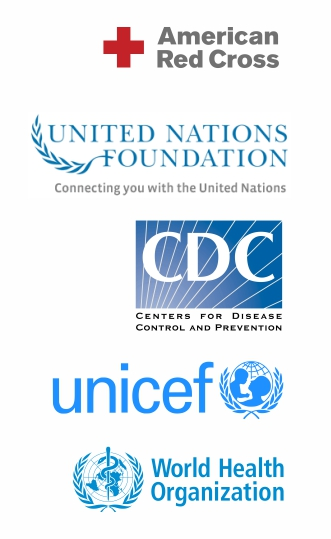 American
Red Cross
UNITED NATIONS
FOUNDATION
Connecting you with the United Nations
CDC
CENTERS FOR DISEASE
CONTROL AND PREVENTION
unicef
World Health
Organization